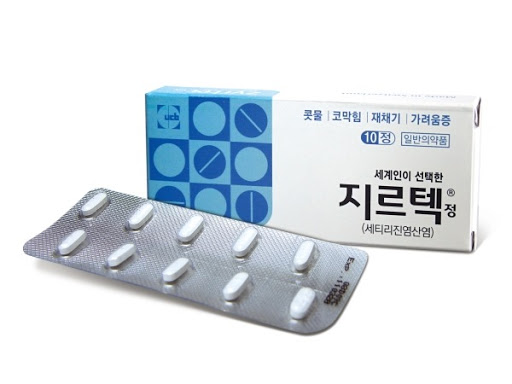 ucb
콧물 | 코막힘 | 재채기 | 가려움증
10정 일반의약품
세계인이 선택한
지르텍®정
(세티리진염산염)
EXP.